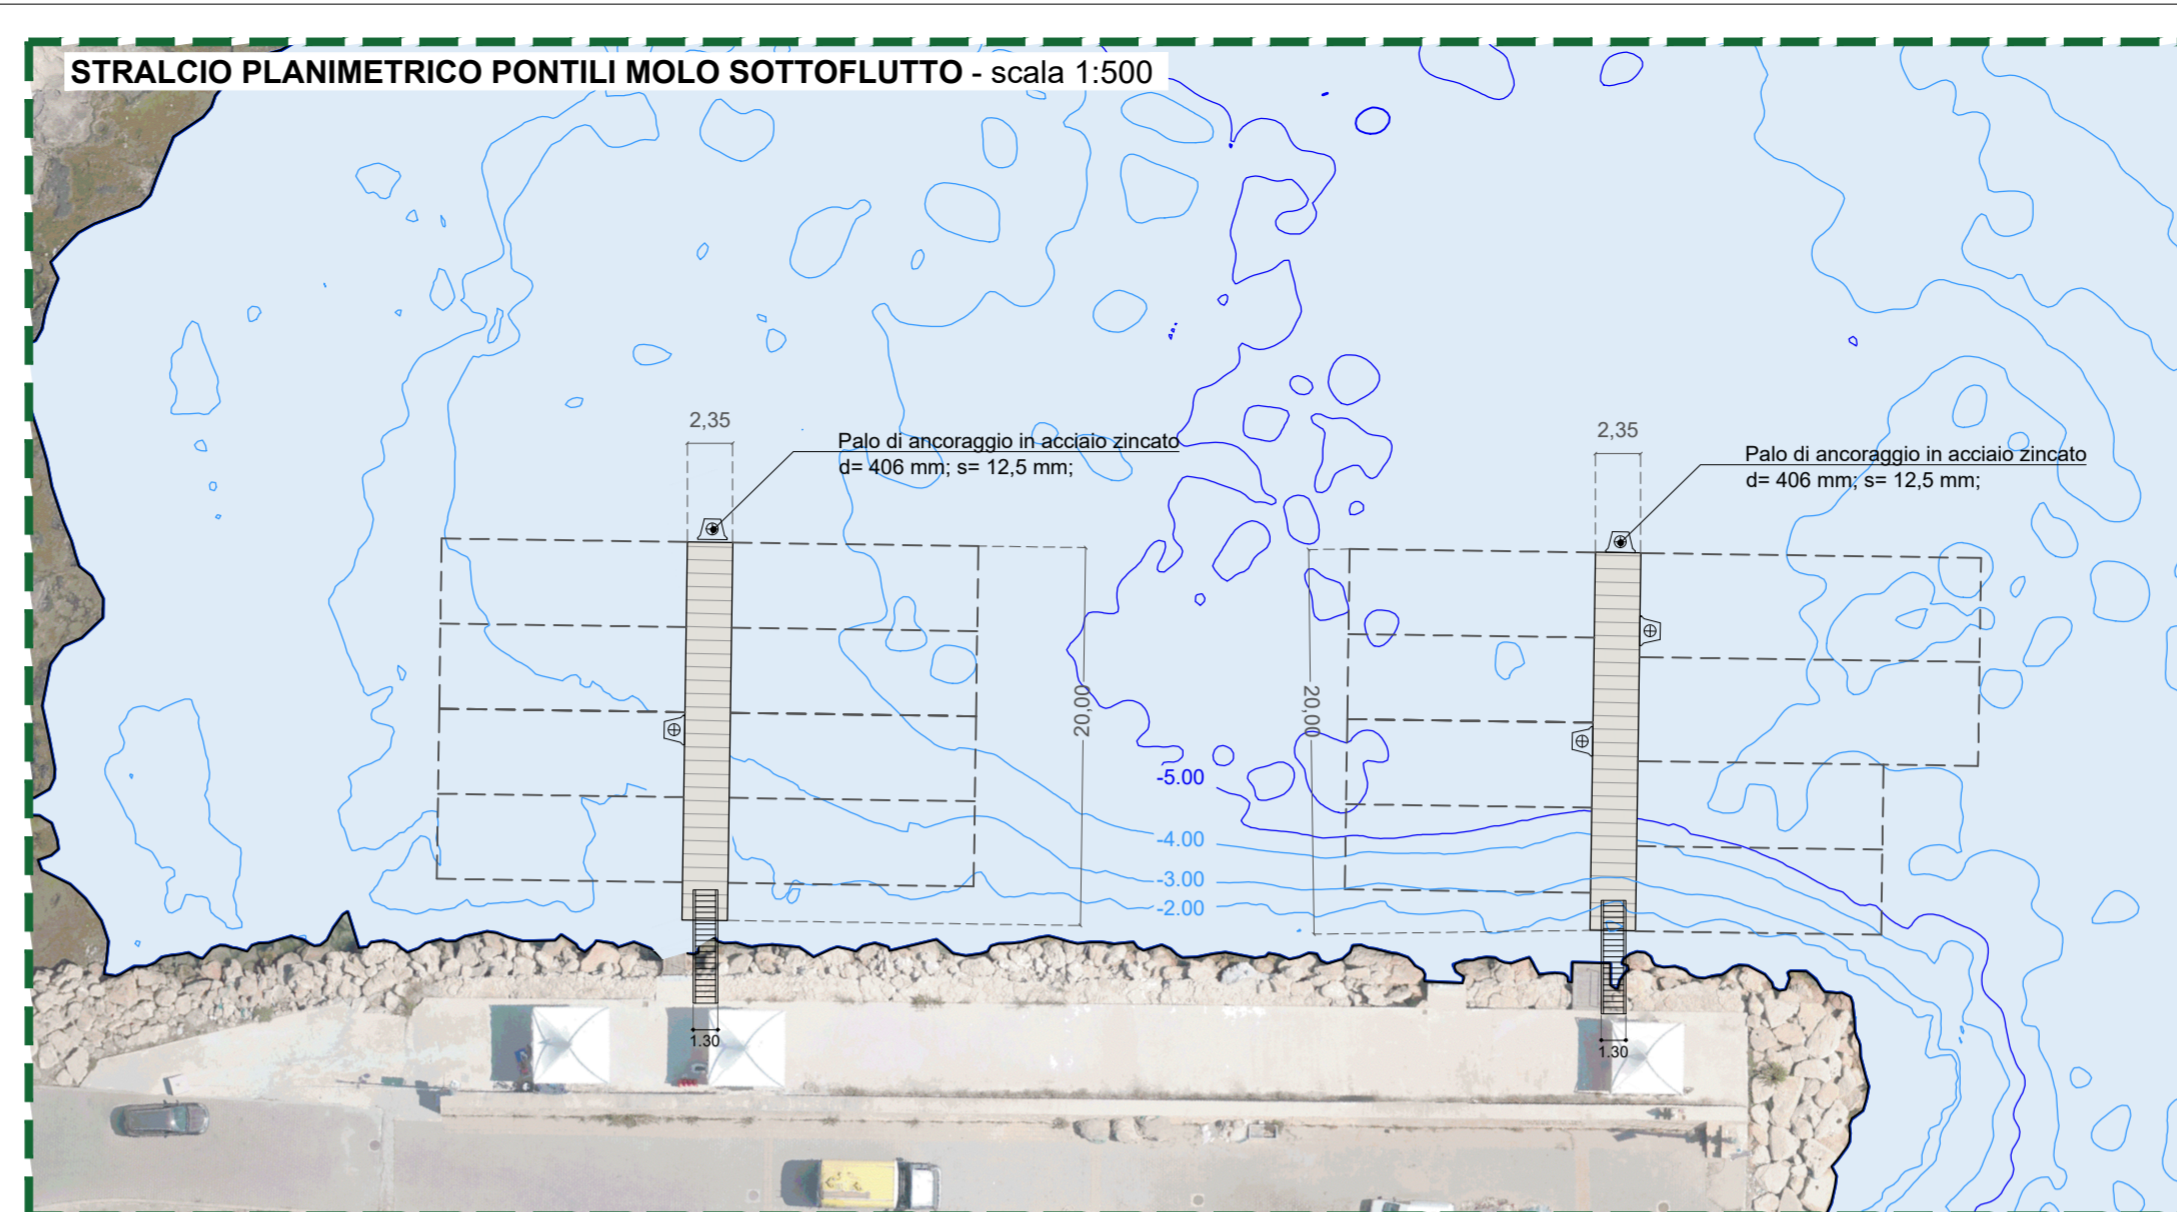 STRALCIO PLANIMETRICO PONTILI MOLO SOTTOFLUTTO - scala 1:500
2,35
Palo di ancoraggio in acciaio zincato
d= 406 mm; s= 12,5 mm;
2,35
Palo di ancoraggio in acciaio zincato
d= 406 mm; s= 12,5 mm;
20,00
20,00
-5.00
-4.00
-3.00
-2.00
1.30
1.30